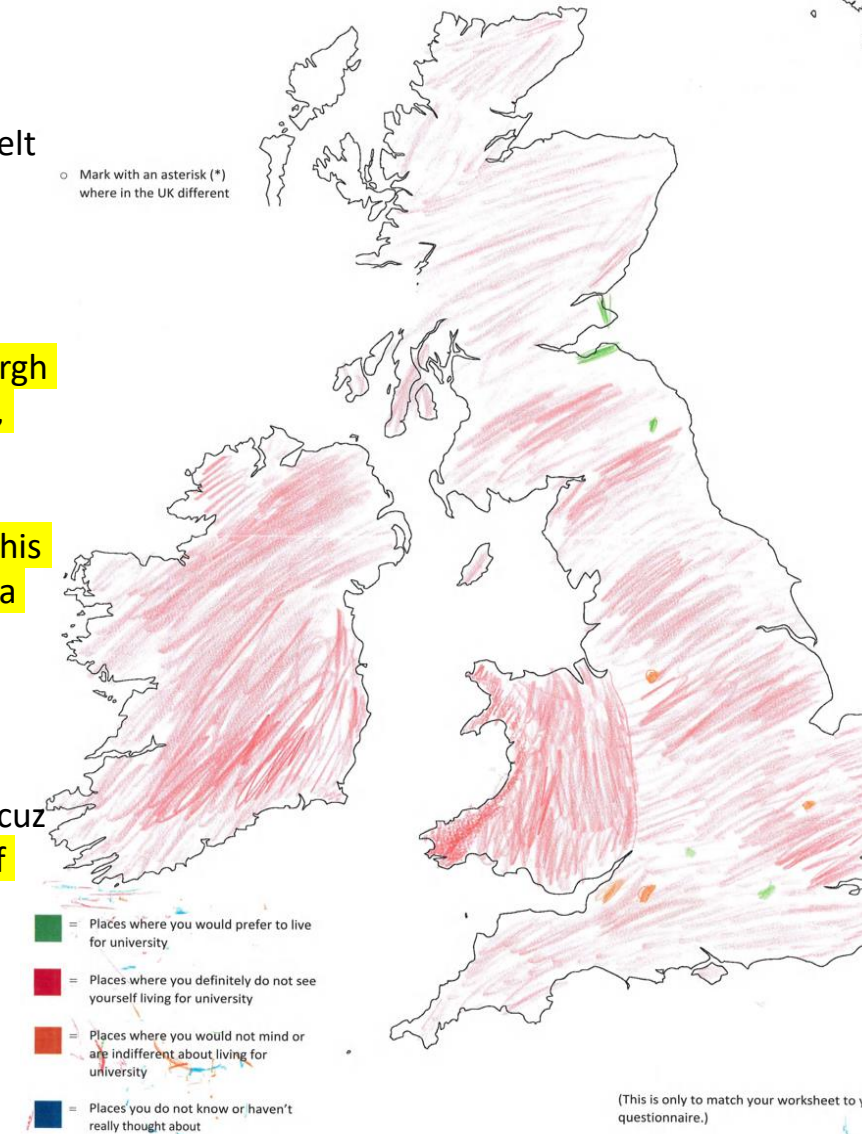 elt
○ Mark with an asterisk (*)
where in the UK different
rgh
,
his
a
cuz
f
= Places where you would prefer to live
for university
= Places where you definitely do not see
yourself living for university
= Places where you would not mind or
are indifferent about living for
university
= Places you do not know or haven't
really thought about
(This is only to match your worksheet to y
questionnaire.)